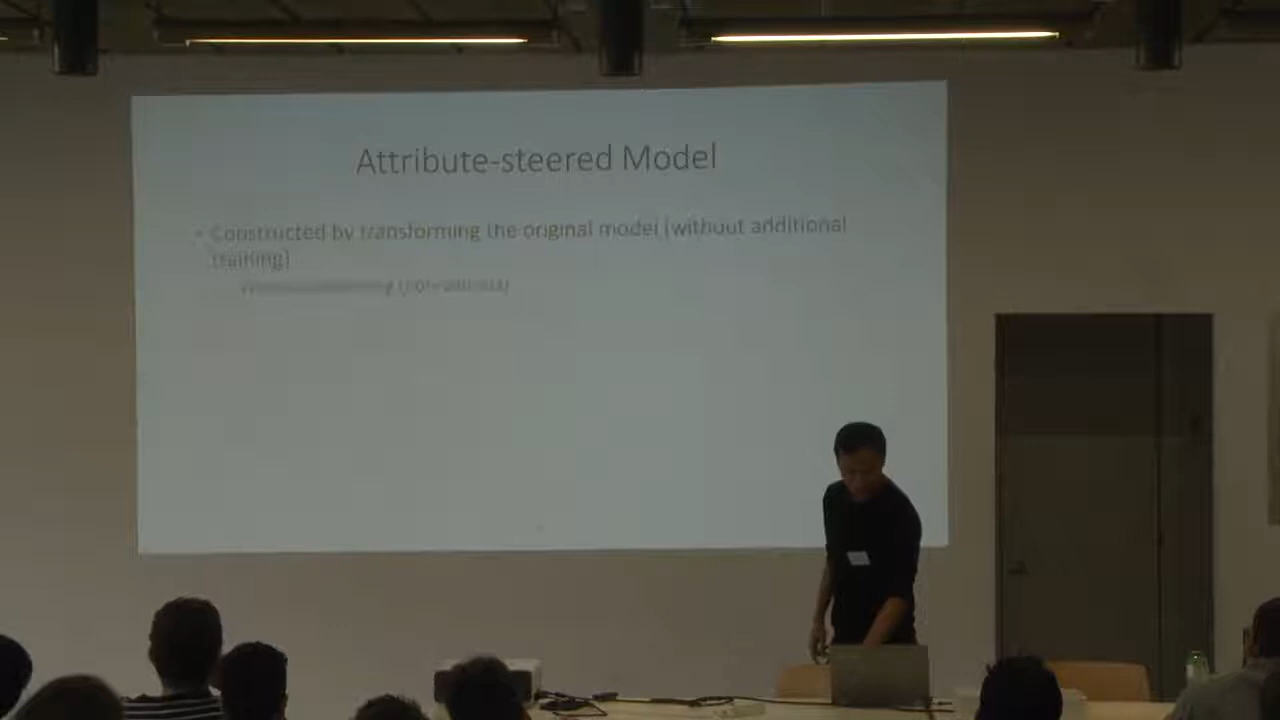 Attribute-steered Model
• Constructed by transforming the original model (without additional
training)